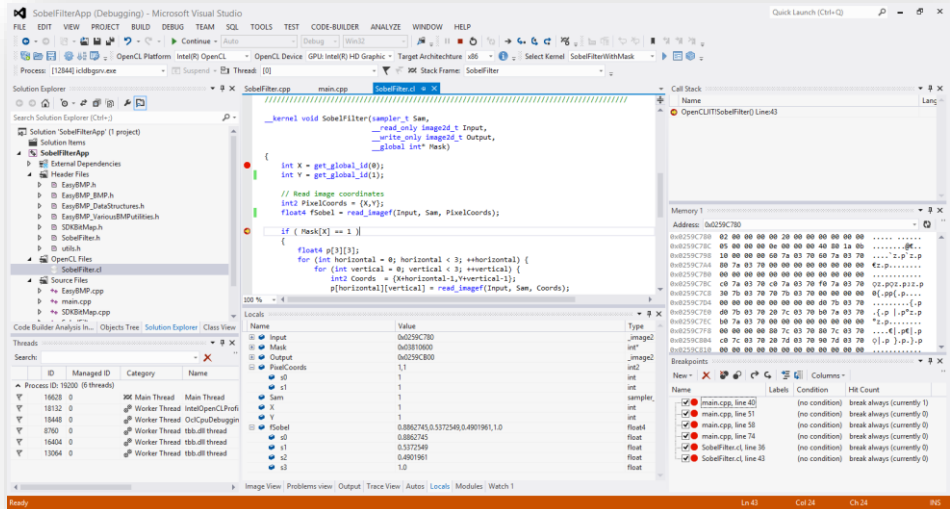 SobelFilterApp (Debugging) - Microsoft Visual Studio
Quick Launch (Ctrl+Q)
FILE EDIT VIEW PROJECT BUILD DEBUG TEAM SQL TOOLS TEST CODE-BUILDER ANALYZE WINDOW HELP
Continue - Auto Debug Win32
OpenCL Platform Intel(R) OpenCL OpenCL Device GPU: Intel(R) HD Graphic Target Architechture x86 Select Kernel SobelFilterWithMask
Process: [12844] icldbgsrv.exe Suspend Thread: [0] Stack Frame: SobelFilter
Solution Explorer
Search Solution Explorer (Ctrl+;)
Solution 'SobelFilterApp' (1 project)
Solution Items
SobelFilterApp
External Dependencies
Header Files
EasyBMP.h
EasyBMP_BMP.h
EasyBMP_DataStructures.h
EasyBMP_VariousBMPutilities.h
SDKBitMap.h
SobelFilter.h
utils.h
OpenCL Files
SobelFilter.cl
Source Files
EasyBMP.cpp
main.cpp
SDKBitMap.cpp
Code Builder Analysis In... Objects Tree Solution Explorer Class View
Threads
Search:
ID Managed ID Category Name
Process ID: 19200 (6 threads)
16628 0 Main Thread Main Thread
18132 0 Worker Thread IntelOpenCLProfi
18448 0 Worker Thread OclCpuDebuggin
8760 0 Worker Thread tbb.dll thread
16404 0 Worker Thread tbb.dll thread
13064 0 Worker Thread tbb.dll thread
SobelFilter.cpp main.cpp SobelFilter.cl
__kernel void SobelFilter(sampler_t Sam,
__read_only image2d_t Input,
__write_only image2d_t Output,
__global int* Mask)
{
int X = get_global_id(0);
int Y = get_global_id(1);
// Read image coordinates
int2 PixelCoords = {X,Y};
float4 fSobel = read_imagef(Input, Sam, PixelCoords);
if ( Mask[X] == 1 )
{
float4 p[3][3];
for (int horizontal = 0; horizontal < 3; ++horizontal) {
for (int vertical = 0; vertical < 3; ++vertical) {
int2 Coords = {X+horizontal-1,Y+vertical-1};
p[horizontal][vertical] = read_imagef(Input, Sam, Coords);
100 %
Locals
Name Value Type
Input 0x0259C780 _image2
Mask 0x03810600 int*
Output 0x0259CB00 _image2
PixelCoords 1,1 int2
s0 1 int
s1 1 int
Sam 1 sampler_
X 1 int
Y 1 int
fSobel 0.8862745,0.5372549,0.4901961,1.0 float4
s0 0.8862745 float
s1 0.5372549 float
s2 0.4901961 float
s3 1.0 float
Image View Problems view Output Trace View Autos Locals Modules Watch 1
Call Stack
Name Lang
OpenCLJIT!SobelFilter() Line:43
Memory 1
Address: 0x0259C780
Breakpoints
New Columns
Name Labels Condition Hit Count
main.cpp, line 40 (no condition) break always (currently 1)
main.cpp, line 51 (no condition) break always (currently 0)
main.cpp, line 58 (no condition) break always (currently 0)
main.cpp, line 74 (no condition) break always (currently 0)
SobelFilter.cl, line 36 (no condition) break always (currently 0)
SobelFilter.cl, line 43 (no condition) break always (currently 0)
Ready Ln 43 Col 24 Ch 24 INS